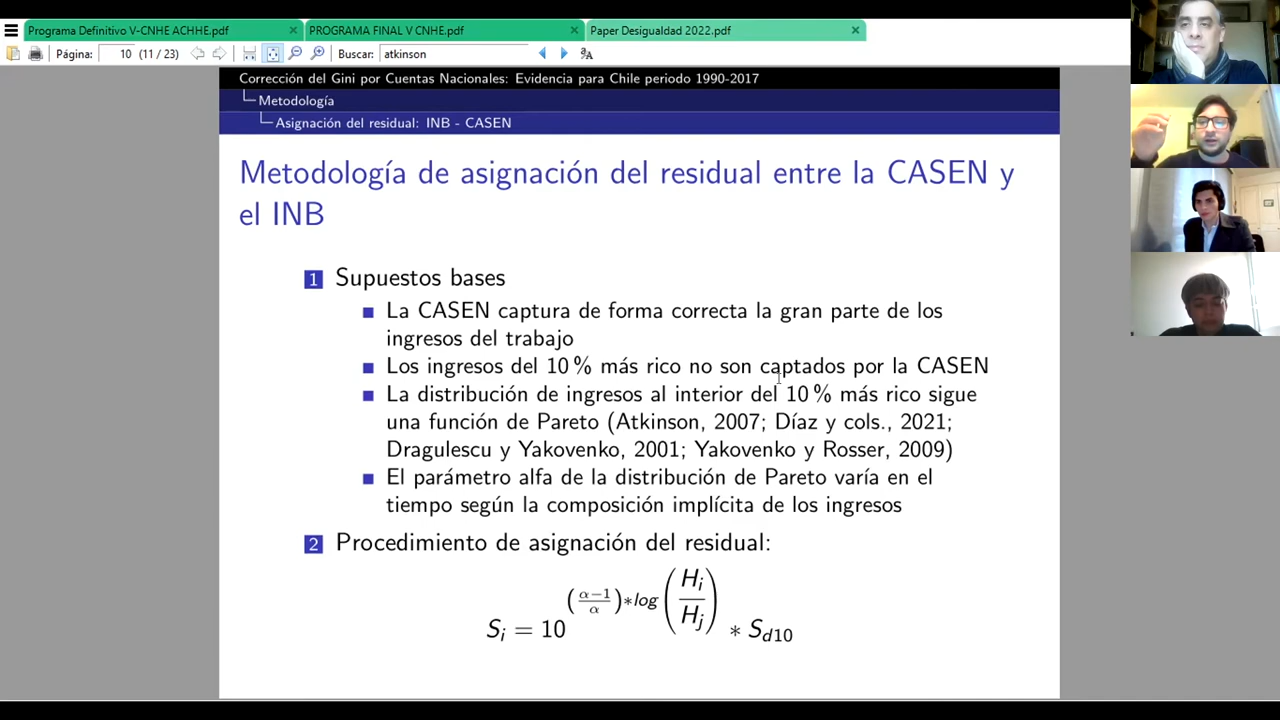 Programa Definitivo V-CNHE ACHHE.pdf
PROGRAMA FINAL V CNHE.pdf
Paper Desigualdad 2022.pdf
Página: 10 (11 / 23) Buscar: atkinson
Corrección del Gini por Cuentas Nacionales: Evidencia para Chile periodo 1990-2017
Metodología
Asignación del residual: INB - CASEN
Metodología de asignación del residual entre la CASEN y
el INB
1 Supuestos bases
La CASEN captura de forma correcta la gran parte de los
ingresos del trabajo
Los ingresos del 10 % más rico no son captados por la CASEN
La distribución de ingresos al interior del 10 % más rico sigue
una función de Pareto (Atkinson, 2007; Díaz y cols., 2021;
Dragulescu y Yakovenko, 2001; Yakovenko y Rosser, 2009)
El parámetro alfa de la distribución de Pareto varía en el
tiempo según la composición implícita de los ingresos
2 Procedimiento de asignación del residual:
S_i = 10^{(\frac{α−1}{α})*log(\frac{H_i}{H_j})} * S_{d10}